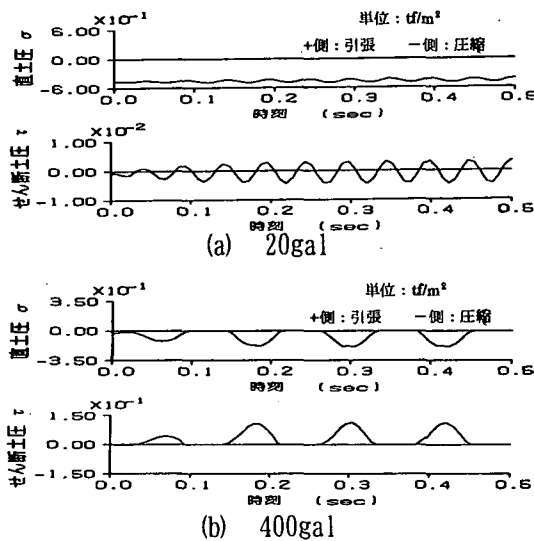 ×10⁻¹ 単位：tf/m²
6.00 +側：引張 －側：圧縮
直土圧 σ
0.00
-6.00
0.0 0.1 0.2 0.3 0.4 0.5
時刻 (sec)
×10⁻²
1.00
せん断土圧 τ
0.00
-1.00
0.0 0.1 0.2 0.3 0.4 0.5
時刻 (sec)
(a) 20gal
×10⁻¹ 単位：tf/m²
3.50 +側：引張 －側：圧縮
直土圧 σ
0.00
-3.50
0.0 0.1 0.2 0.3 0.4 0.5
時刻 (sec)
×10⁻¹
1.50
せん断土圧 τ
0.00
-1.50
0.0 0.1 0.2 0.3 0.4 0.5
時刻 (sec)
(b) 400gal